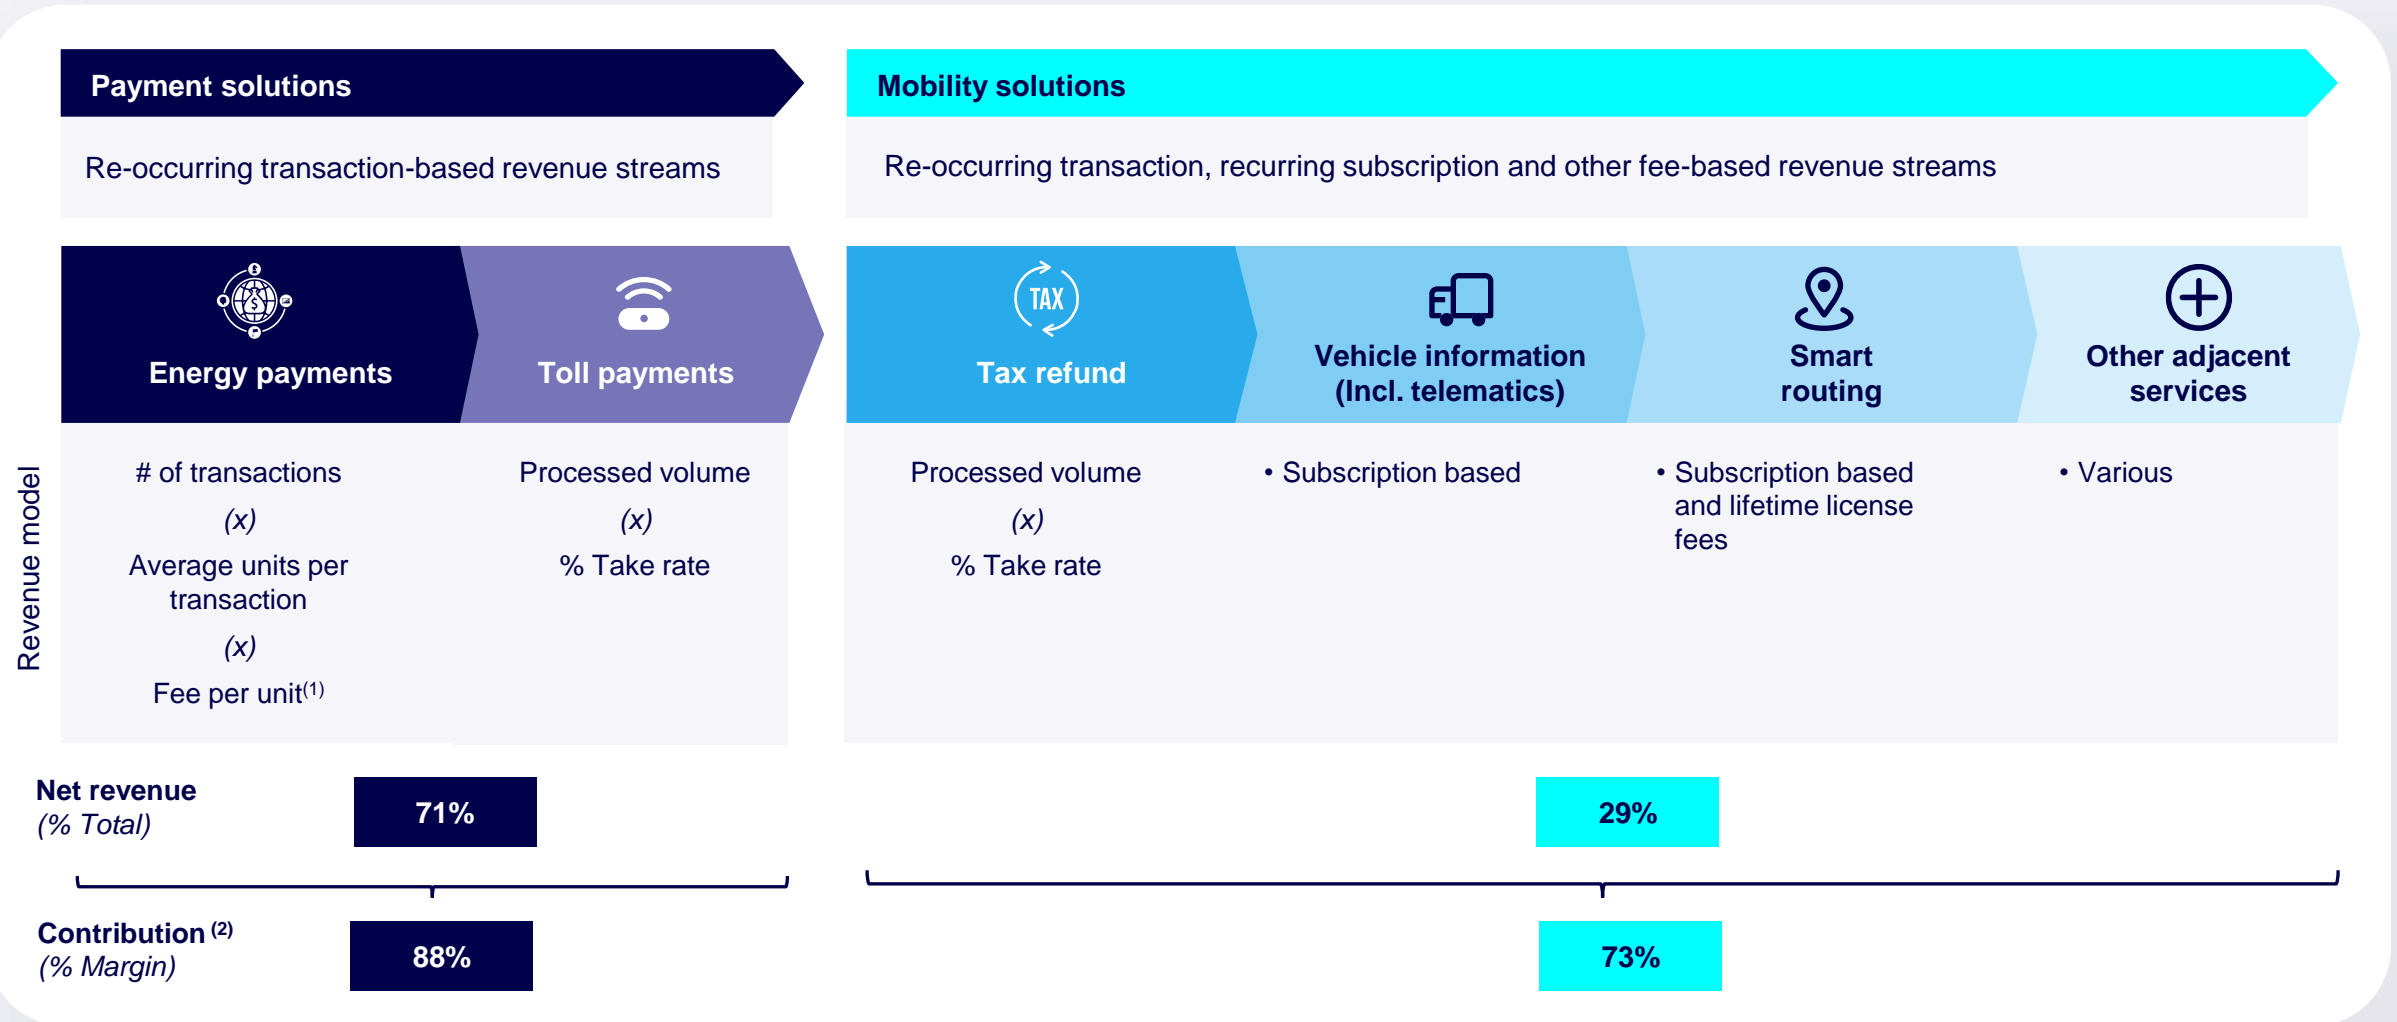 Payment solutions
Re-occurring transaction-based revenue streams
Mobility solutions
Re-occurring transaction, recurring subscription and other fee-based revenue streams
Energy payments
Toll payments
TAX
Tax refund
Vehicle information
(Incl. telematics)
Smart
routing
Other adjacent
services
Revenue model
# of transactions
(x)
Average units per
transaction
(x)
Fee per unit(1)
Processed volume
(x)
% Take rate
Processed volume
(x)
% Take rate
• Subscription based
• Subscription based
and lifetime license
fees
• Various
Net revenue
(% Total)
71%
29%
Contribution (2)
(% Margin)
88%
73%